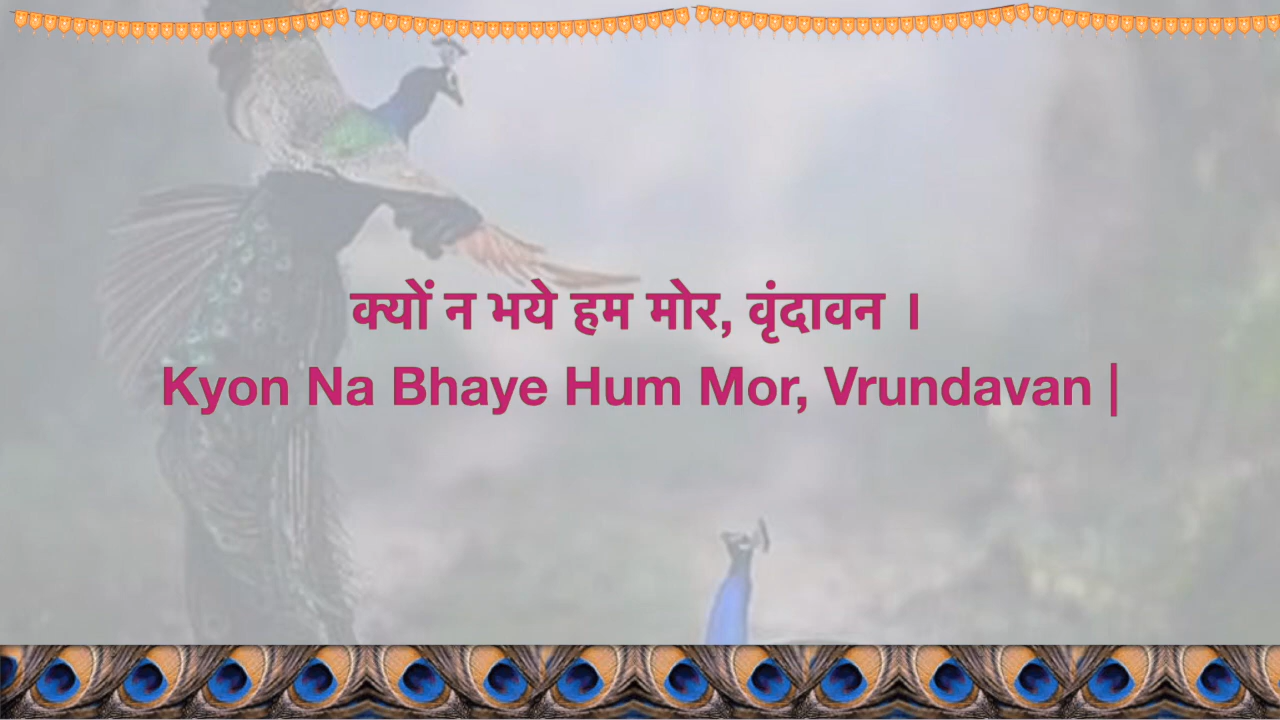 क्यों न भये हम मोर, वृंदावन ।
Kyon Na Bhaye Hum Mor, Vrundavan |